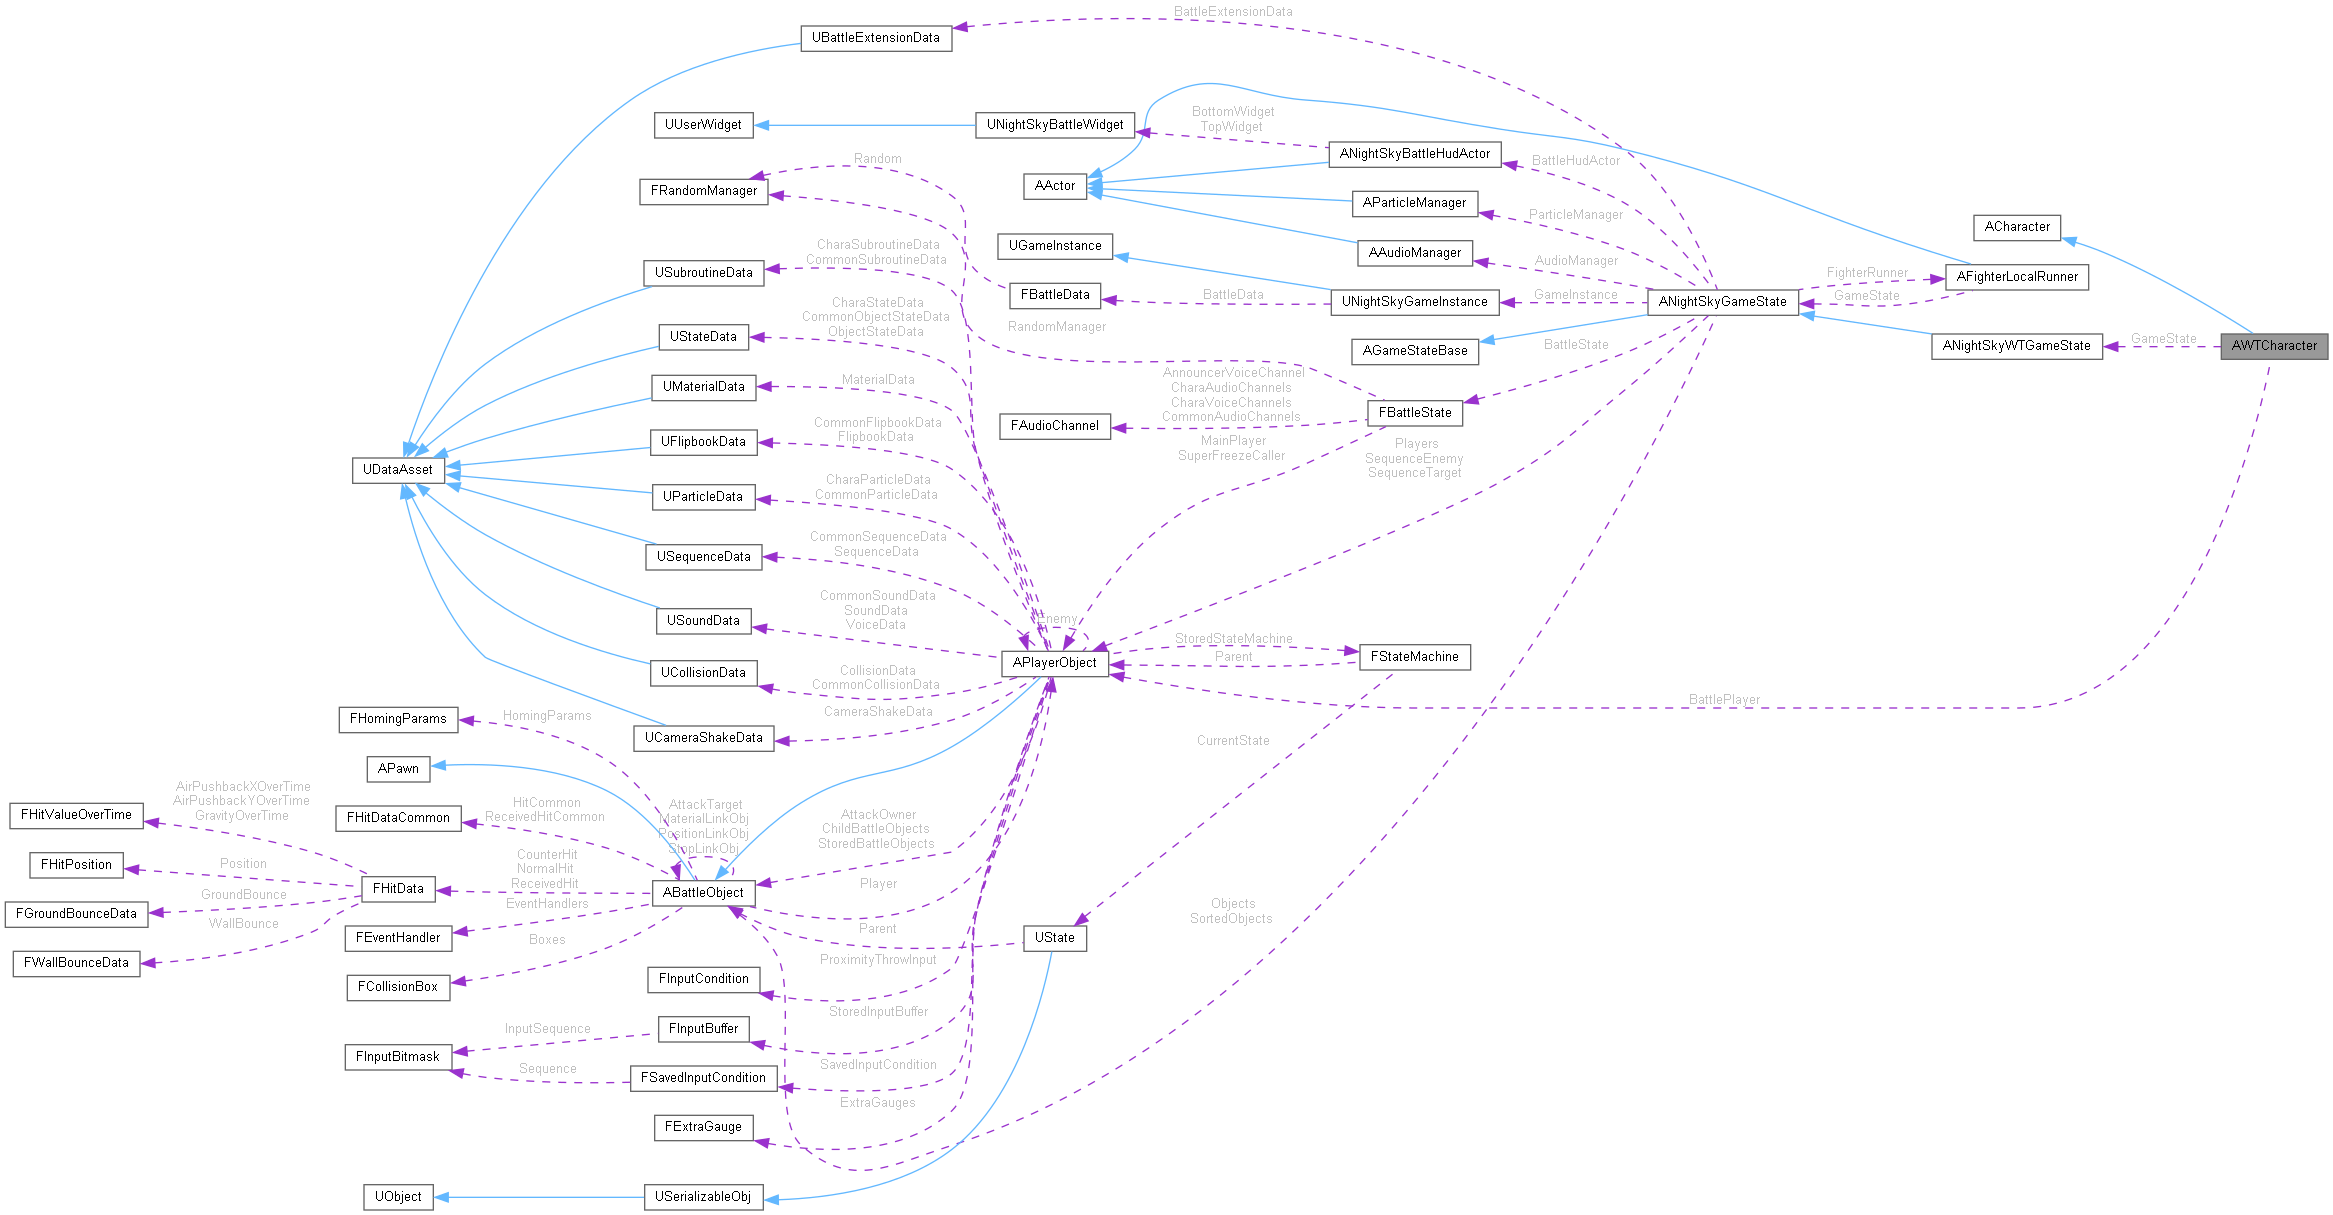 BattleExtensionData
UBattleExtensionData
BottomWidget
TopWidget
UUserWidget
UNightSkyBattleWidget
ANightSkyBattleHudActor
BattleHudActor
Random
FRandomManager
AActor
AParticleManager
ParticleManager
ACharacter
CharaSubroutineData
CommonSubroutineData
UGameInstance
AAudioManager
AudioManager
USubroutineData
FighterRunner
GameState
AFighterLocalRunner
FBattleData
BattleData
UNightSkyGameInstance
GameInstance
ANightSkyGameState
CharaStateData
CommonObjectStateData
ObjectStateData
UStateData
RandomManager
AGameStateBase
BattleState
ANightSkyWTGameState
GameState
AWTCharacter
UMaterialData
MaterialData
AnnouncerVoiceChannel
CharaAudioChannels
CharaVoiceChannels
CommonAudioChannels
FAudioChannel
FBattleState
CommonFlipbookData
FlipbookData
UFlipbookData
MainPlayer
SuperFreezeCaller
Players
SequenceEnemy
SequenceTarget
UDataAsset
CharaParticleData
CommonParticleData
UParticleData
CommonSequenceData
SequenceData
USequenceData
CommonSoundData
SoundData
VoiceData
USoundData
Enemy
APlayerObject
StoredStateMachine
Parent
FStateMachine
UCollisionData
CollisionData
CommonCollisionData
BattlePlayer
FHomingParams
HomingParams
CameraShakeData
UCameraShakeData
CurrentState
APawn
AirPushbackXOverTime
AirPushbackYOverTime
GravityOverTime
FHitValueOverTime
FHitDataCommon
HitCommon
ReceivedHitCommon
AttackTarget
MaterialLinkObj
PositionLinkObj
StopLinkObj
AttackOwner
ChildBattleObjects
StoredBattleObjects
FHitPosition
Position
FHitData
CounterHit
NormalHit
ReceivedHit
ABattleObject
Player
GroundBounce
FGroundBounceData
EventHandlers
Objects
SortedObjects
WallBounce
FWallBounceData
FEventHandler
Boxes
Parent
UState
FCollisionBox
FInputCondition
ProximityThrowInput
StoredInputBuffer
InputSequence
FInputBuffer
FInputBitmask
Sequence
FSavedInputCondition
SavedInputCondition
ExtraGauges
FExtraGauge
UObject
USerializableObj